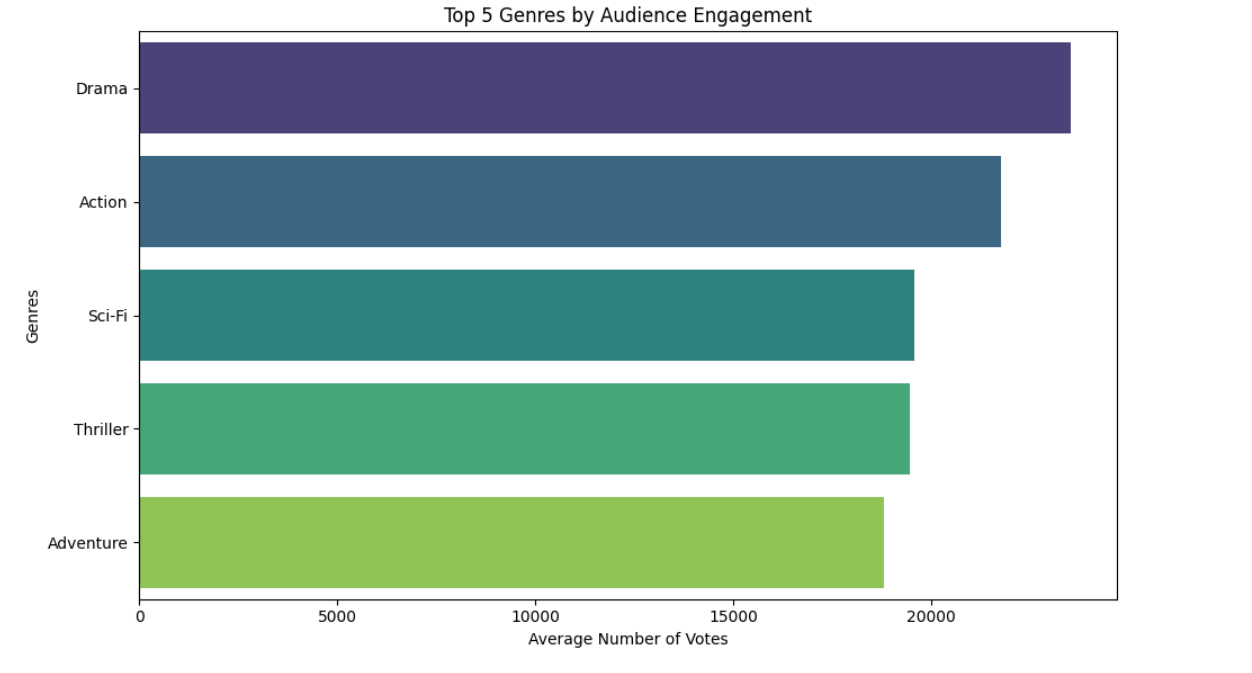 Top 5 Genres by Audience Engagement
Genres
Drama
Action
Sci-Fi
Thriller
Adventure
0 5000 10000 15000 20000
Average Number of Votes